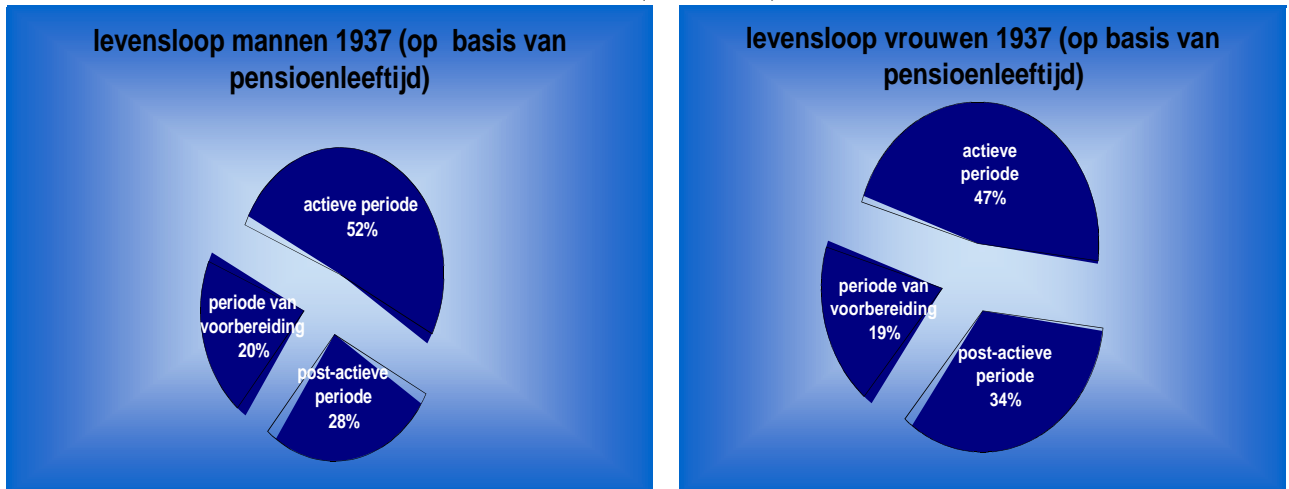 levensloop mannen 1937 (op basis van
pensioenleeftijd)
actieve periode
52%
periode van
voorbereiding
20%
post-actieve
periode
28%
levensloop vrouwen 1937 (op basis van
pensioenleeftijd)
actieve
periode
47%
periode van
voorbereiding
19%
post-actieve
periode
34%